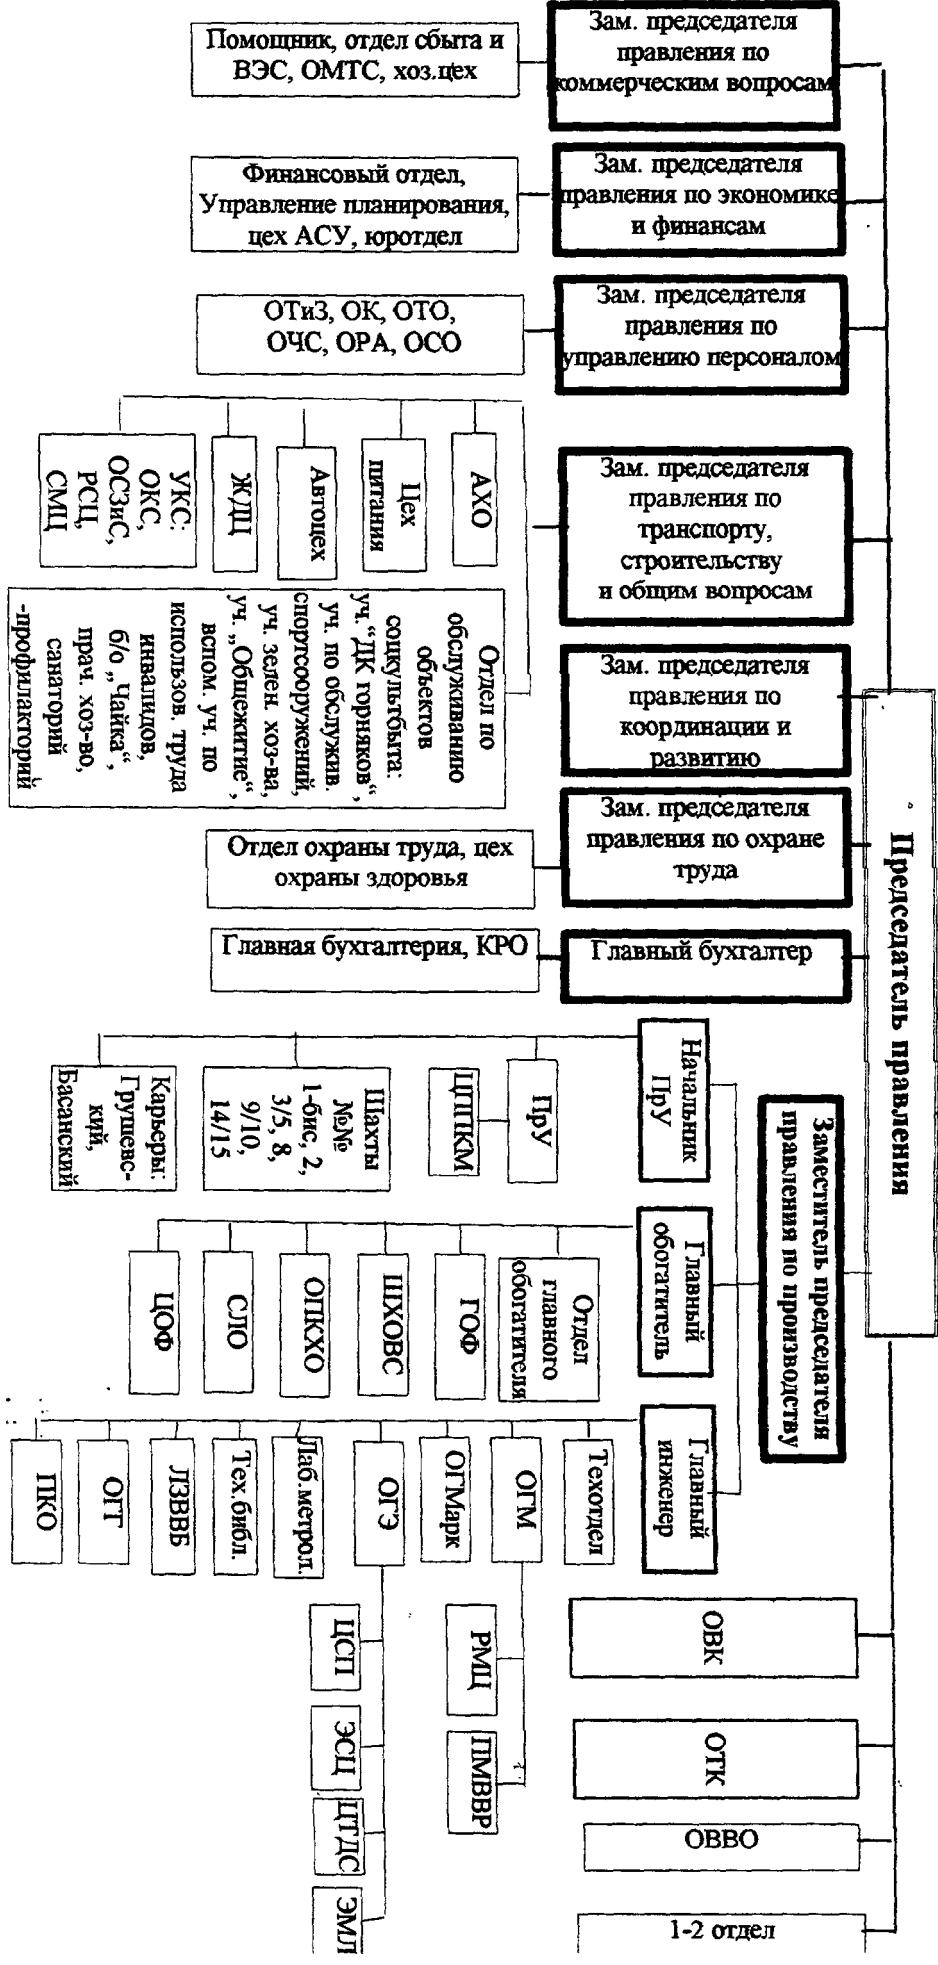 Председатель правления
Зам. председателя
правления по
коммерческим вопросам
Помощник, отдел сбыта и
ВЭС, ОМТС, хоз.цех
Зам. председателя
правления по экономике
и финансам
Финансовый отдел,
Управление планирования,
цех АСУ, юротдел
Зам. председателя
правления по
управлению персоналом
ОТиЗ, ОК, ОТО,
ОЧС, ОРА, ОСО
Зам. председателя
правления по
транспорту,
строительству
и общим вопросам
АХО
Цех
питания
Автоцех
ЖДЦ
УКС:
ОКС,
ОСЗиС,
РСЦ,
СМЦ
Отдел по
обслуживанию
объектов
соцкультбыта:
уч. “ДК горняков“,
уч. по обслужив.
спортсооружений,
уч. зелен. хоз-ва,
уч. „Общежитие“,
вспом. уч. по
использов. труда
инвалидов,
б/о „Чайка“,
прач. хоз-во,
санаторий
-профилакторий
Зам. председателя
правления по
координации и
развитию
Зам. председателя
правления по охране
труда
Отдел охраны труда, цех
охраны здоровья
Главный бухгалтер
Главная бухгалтерия, КРО
Заместитель председателя
правления по производству
Начальник
ПрУ
ПрУ
ЦППКМ
Шахты
№№
1-бис, 2,
3/5, 8,
9/10,
14/15
Карьеры:
Грушевс-
кий,
Басанский
Главный
обогатитель
Отдел
главного
обогатителя
ГОФ
ШХОВС
ОПКХО
СЛО
ЦОФ
Главный
инженер
Техотдел
ОГМ
ОГМарк
ОГЭ
Лаб.метрол.
Тех.библ.
ЛЗВВБ
ОГТ
ПКО
РМЦ
ПМВВР
ЦСП
ЭСЦ
ЦТДС
ЭМЛ
ОВК
ОТК
ОВВО
1-2 отдел